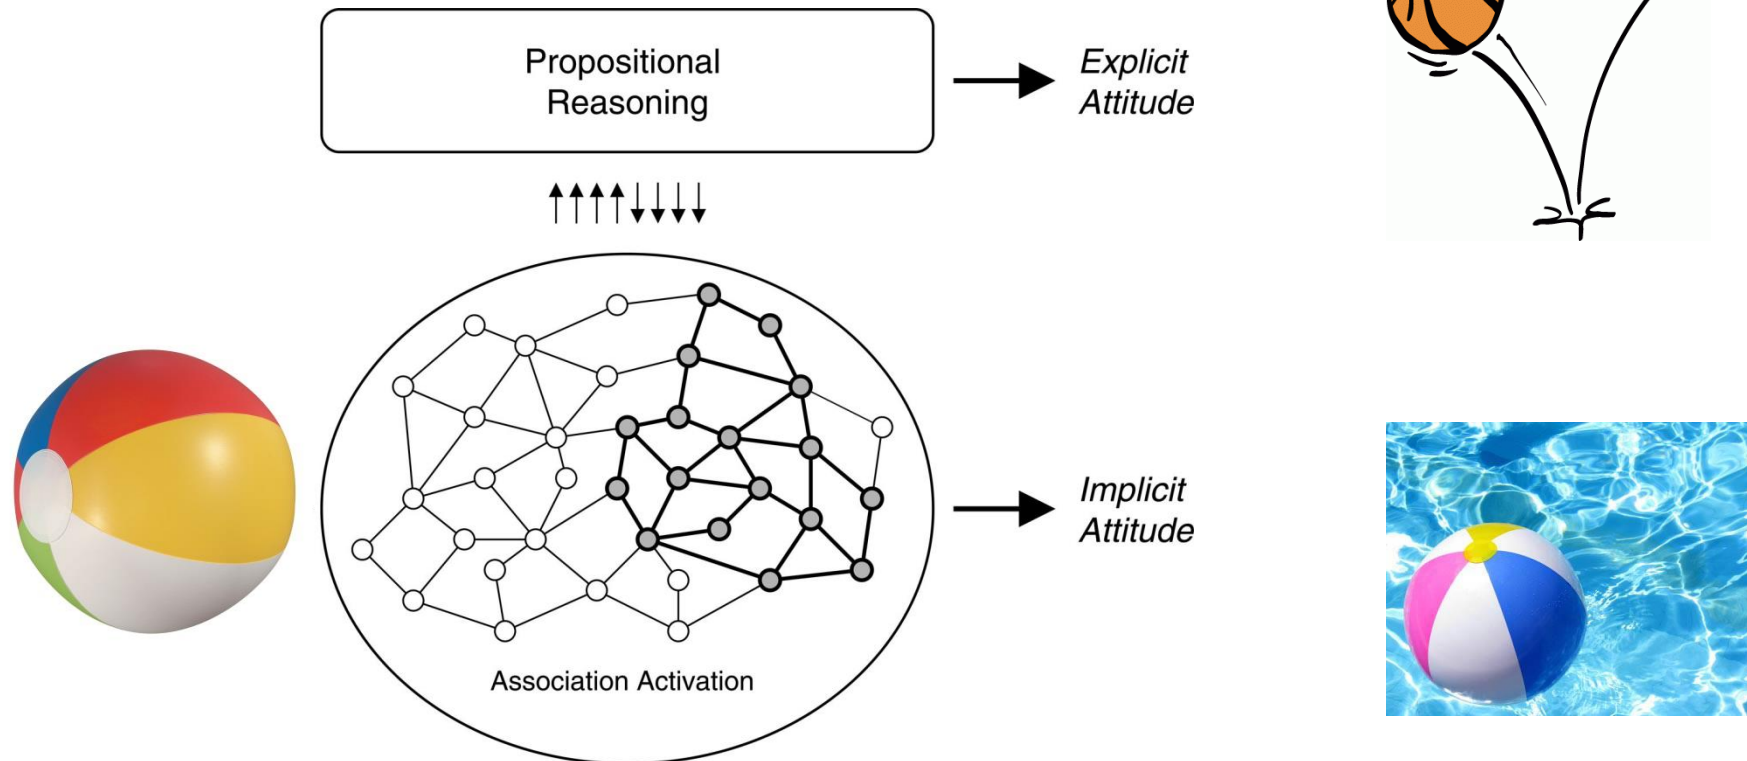 Propositional
Reasoning
Explicit
Attitude
Implicit
Attitude
Association Activation